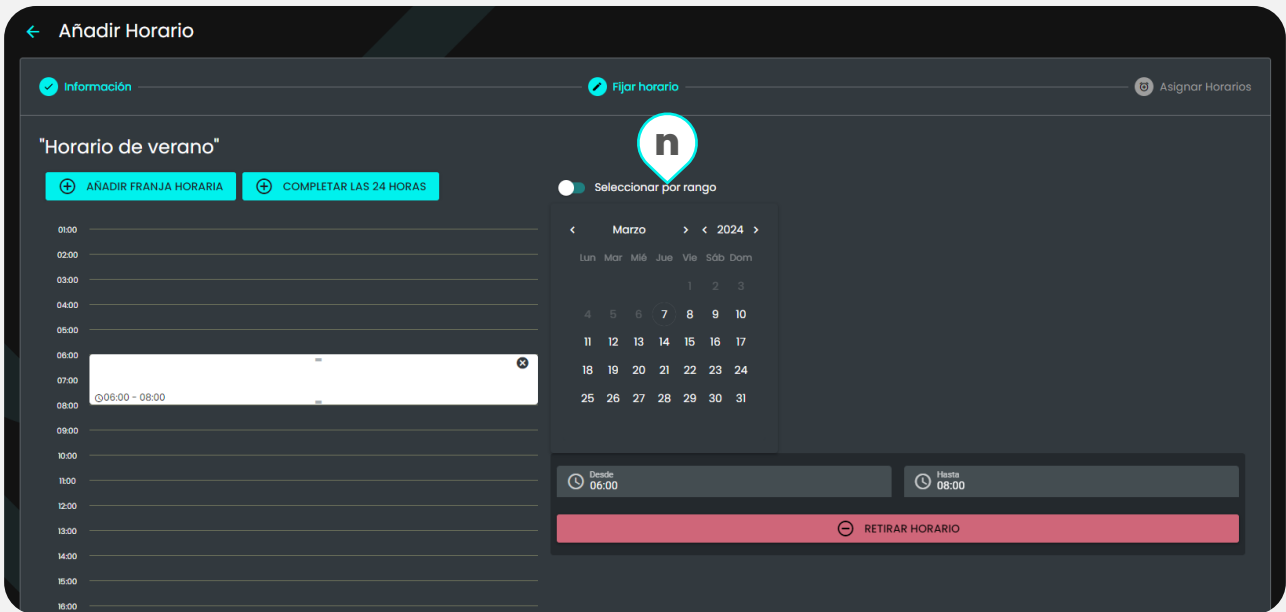 Añadir Horario
Información
Fijar horario
Asignar Horarios
"Horario de verano"
n
AÑADIR FRANJA HORARIA
COMPLETAR LAS 24 HORAS
Seleccionar por rango
01:00
02:00
03:00
04:00
05:00
06:00
07:00
08:00
09:00
10:00
11:00
12:00
13:00
14:00
15:00
16:00
06:00 - 08:00
Marzo 2024
Lun Mar Mié Jue Vie Sáb Dom
1 2 3
4 5 6 7 8 9 10
11 12 13 14 15 16 17
18 19 20 21 22 23 24
25 26 27 28 29 30 31
Desde
06:00
Hasta
08:00
RETIRAR HORARIO